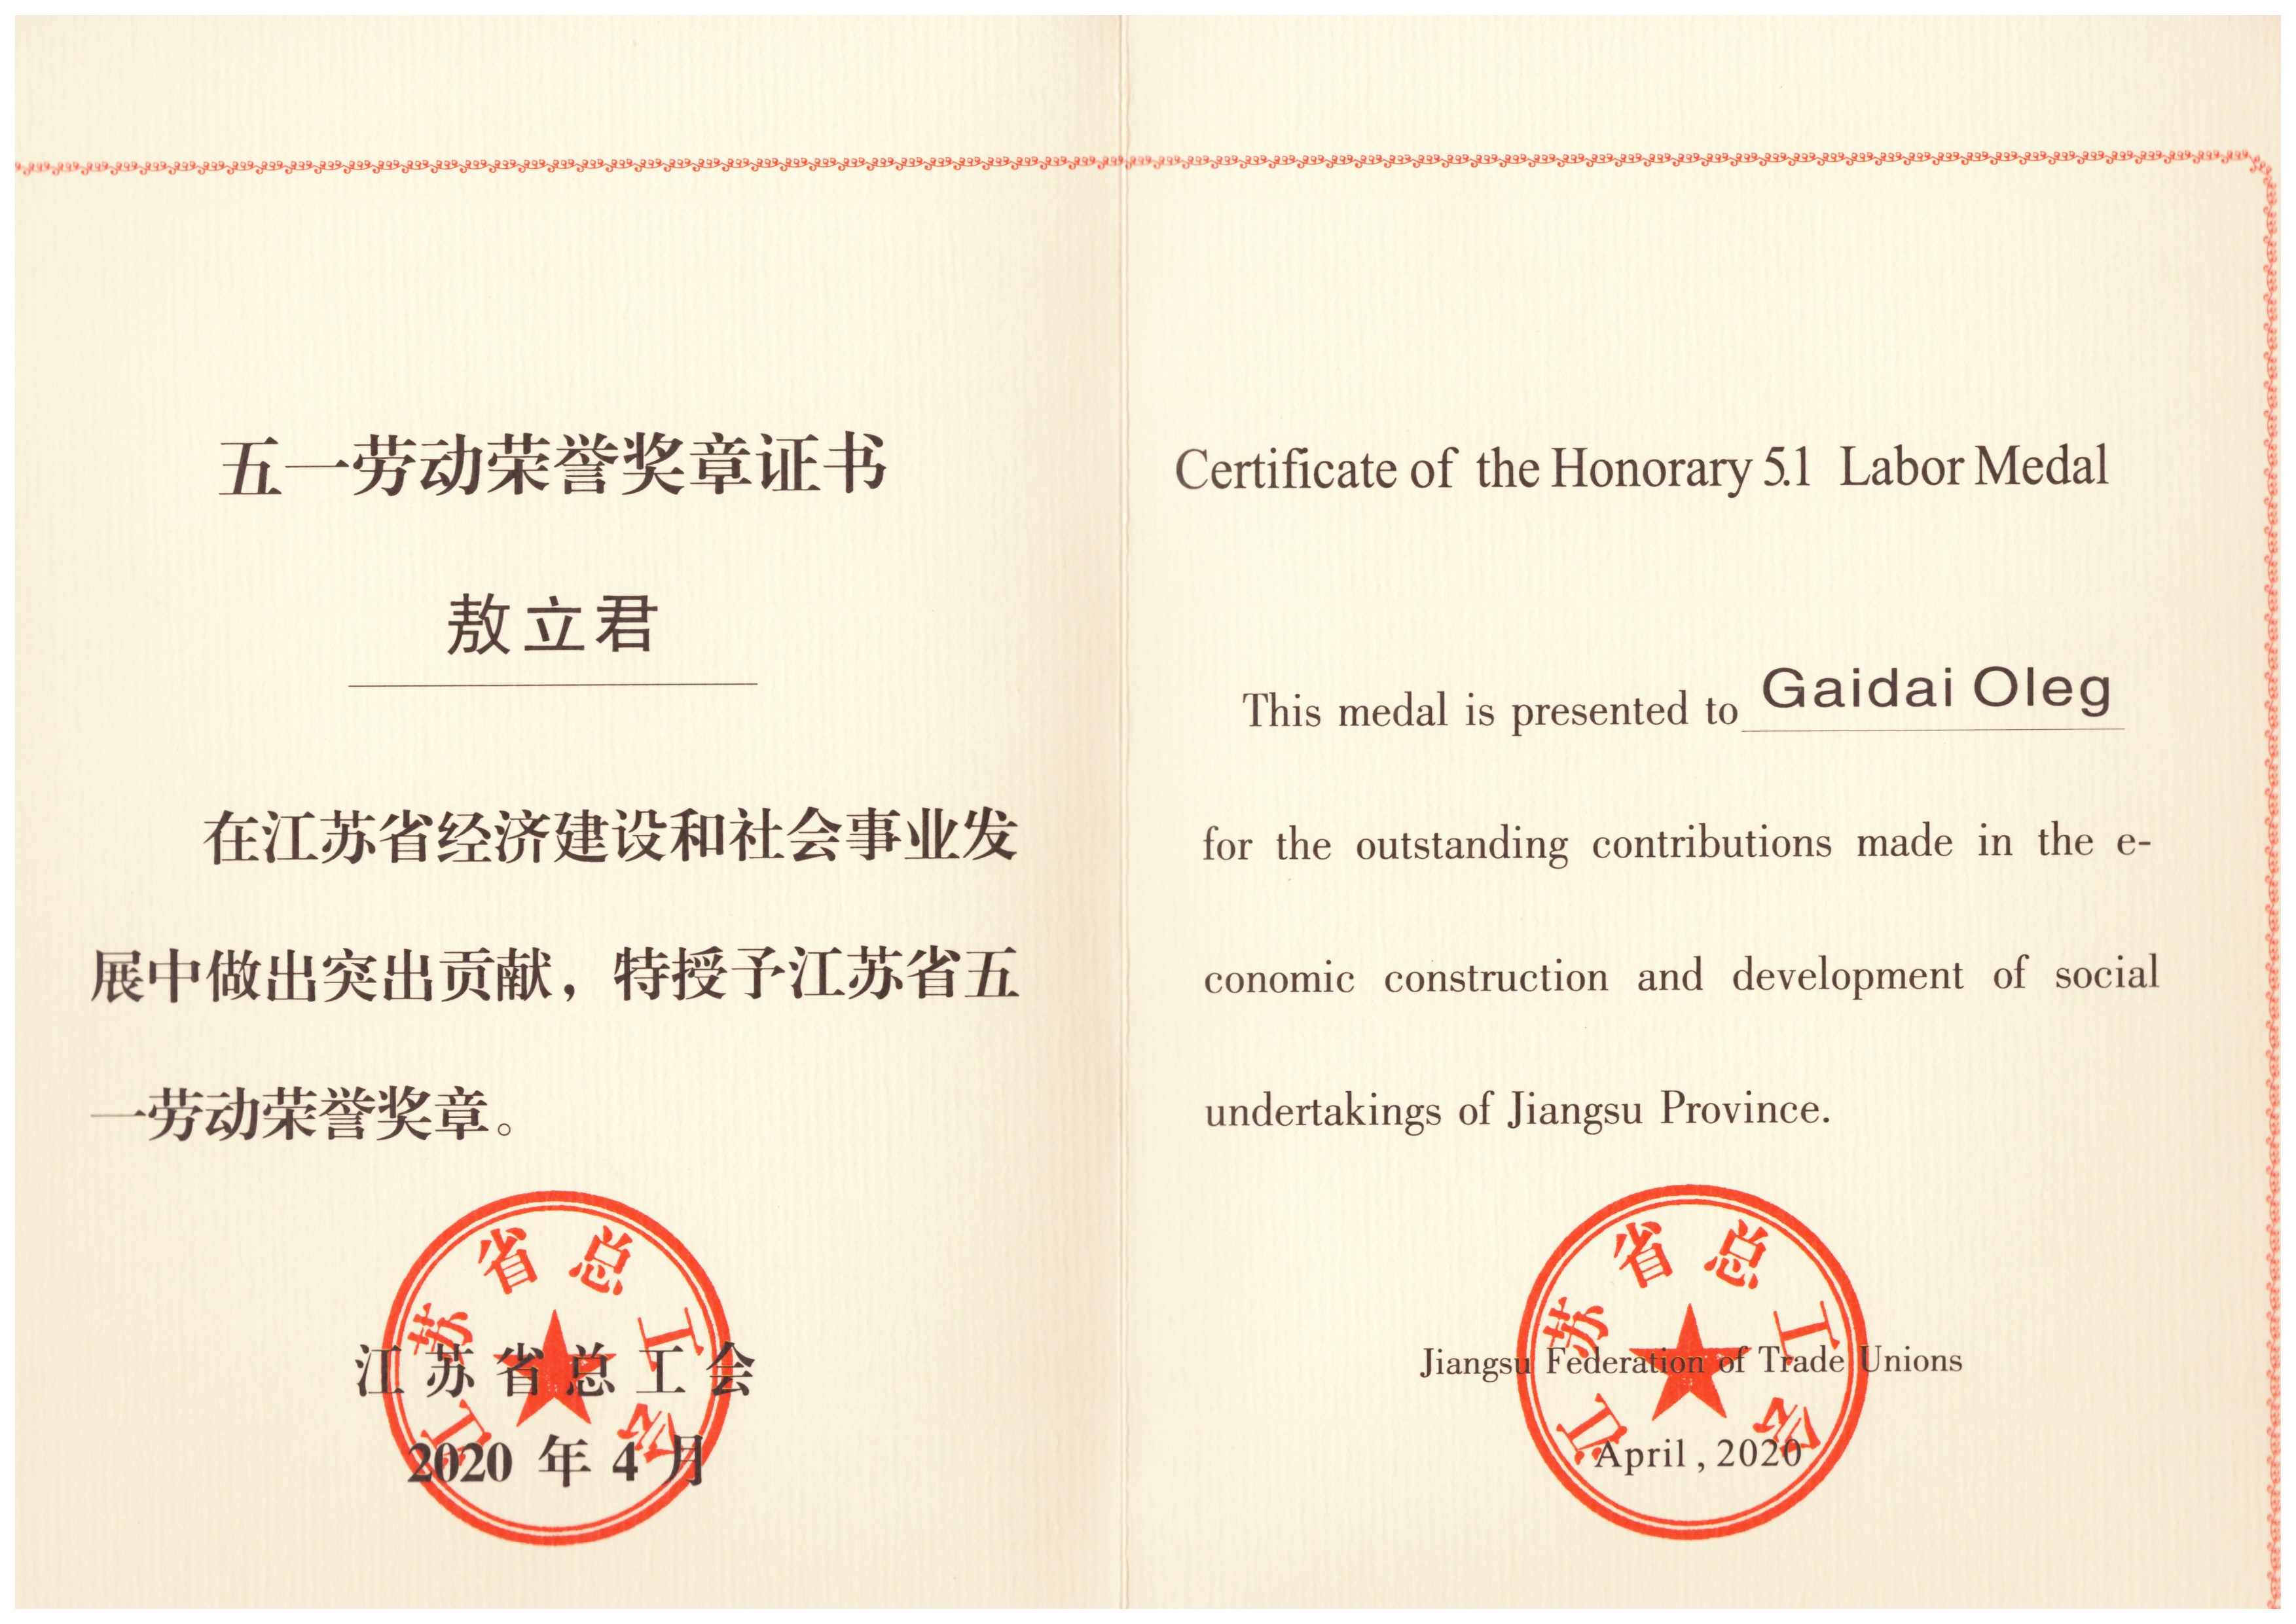 五一劳动荣誉奖章证书
敖立君
在江苏省经济建设和社会事业发
展中做出突出贡献，特授予江苏省五
一劳动荣誉奖章。
江苏省总工会
江苏省总工会
2020 年 4 月
Certificate of the Honorary 5.1 Labor Medal
This medal is presented to Gaidai Oleg
for the outstanding contributions made in the e-
conomic construction and development of social
undertakings of Jiangsu Province.
江苏省总工会
Jiangsu Federation of Trade Unions
April , 2020